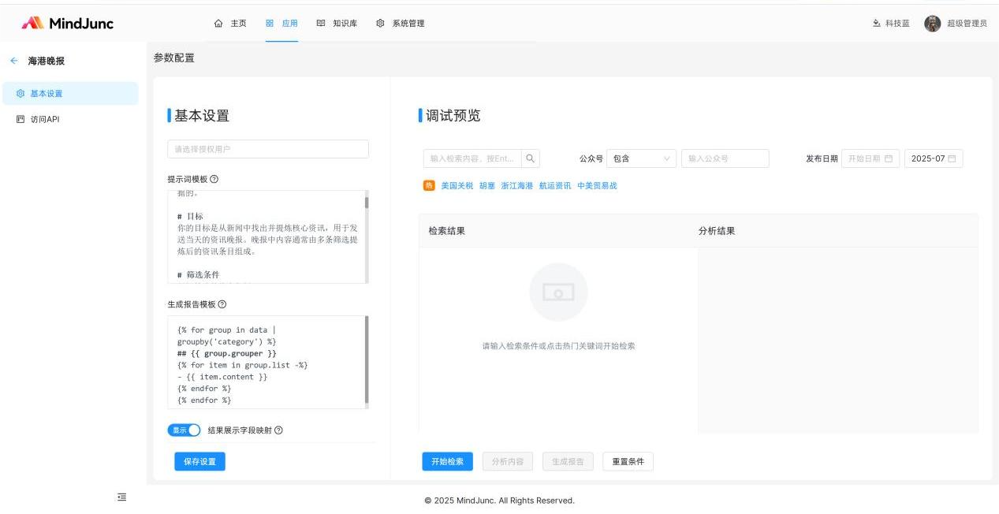 MindJunc
主页
应用
知识库
系统管理
科技蓝
超级管理员
海港晚报
基本设置
访问API
参数配置
基本设置
请选择授权用户
提示词模板
据的。
# 目标
你的目标是从新闻中找出并提炼核心资讯，用于发
送当天的资讯晚报。晚报中内容通常由多条筛选提
炼后的资讯条目组成。
# 筛选条件
生成报告模板
{% for group in data |
groupby('category') %}
## {{ group.grouper }}
{% for item in group.list -%}
- {{ item.content }}
{% endfor %}
{% endfor %}
显示
结果展示字段映射
保存设置
调试预览
输入检索内容，按Ent...
公众号
包含
输入公众号
发布日期
开始日期
2025-07
热
美国关税
胡塞
浙江海港
航运资讯
中美贸易战
检索结果
分析结果
请输入检索条件或点击热门关键词开始检索
开始检索
分析内容
生成报告
重置条件
© 2025 MindJunc. All Rights Reserved.